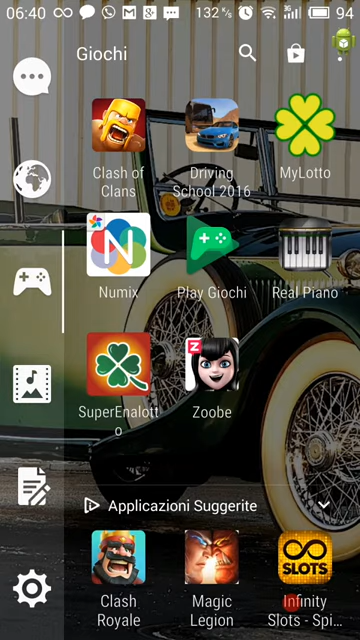 06:40 132 K/s 3G 94
Giochi
Clash of Driving MyLotto
Clans School 2016
N
Numix Play Giochi Real Piano
Z
SuperEnalott Zoobe
o
Applicazioni Suggerite
SLOTS
Clash Magic Infinity
Royale Legion Slots - Spi...